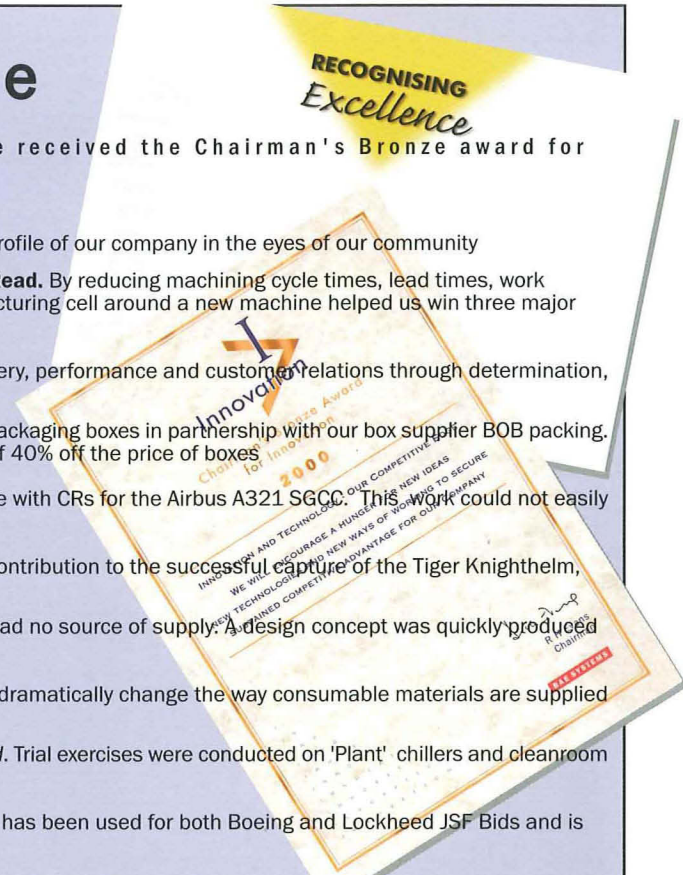 e
RECOGNISING
Excellence
e received the Chairman's Bronze award for
rofile of our company in the eyes of our community
Read. By reducing machining cycle times, lead times, work
cturing cell around a new machine helped us win three major
ery, performance and customer relations through determination,
ackaging boxes in partnership with our box supplier BOB packing.
f 40% off the price of boxes
e with CRs for the Airbus A321 SGCC. This work could not easily
ontribution to the successful capture of the Tiger Knighthelm,
ad no source of supply. A design concept was quickly produced
dramatically change the way consumable materials are supplied
d. Trial exercises were conducted on 'Plant' chillers and cleanroom
has been used for both Boeing and Lockheed JSF Bids and is
I
Innovation
Chairman's Bronze Award
for Innovation
2000
INNOVATION AND TECHNOLOGY OUR COMPETITIVE
WE WILL ENCOURAGE A HUNGER FOR NEW IDEAS
NEW TECHNOLOGIES AND NEW WAYS OF WORKING TO SECURE
SUSTAINED COMPETITIVE ADVANTAGE FOR OUR COMPANY
Chairman
BAE SYSTEMS